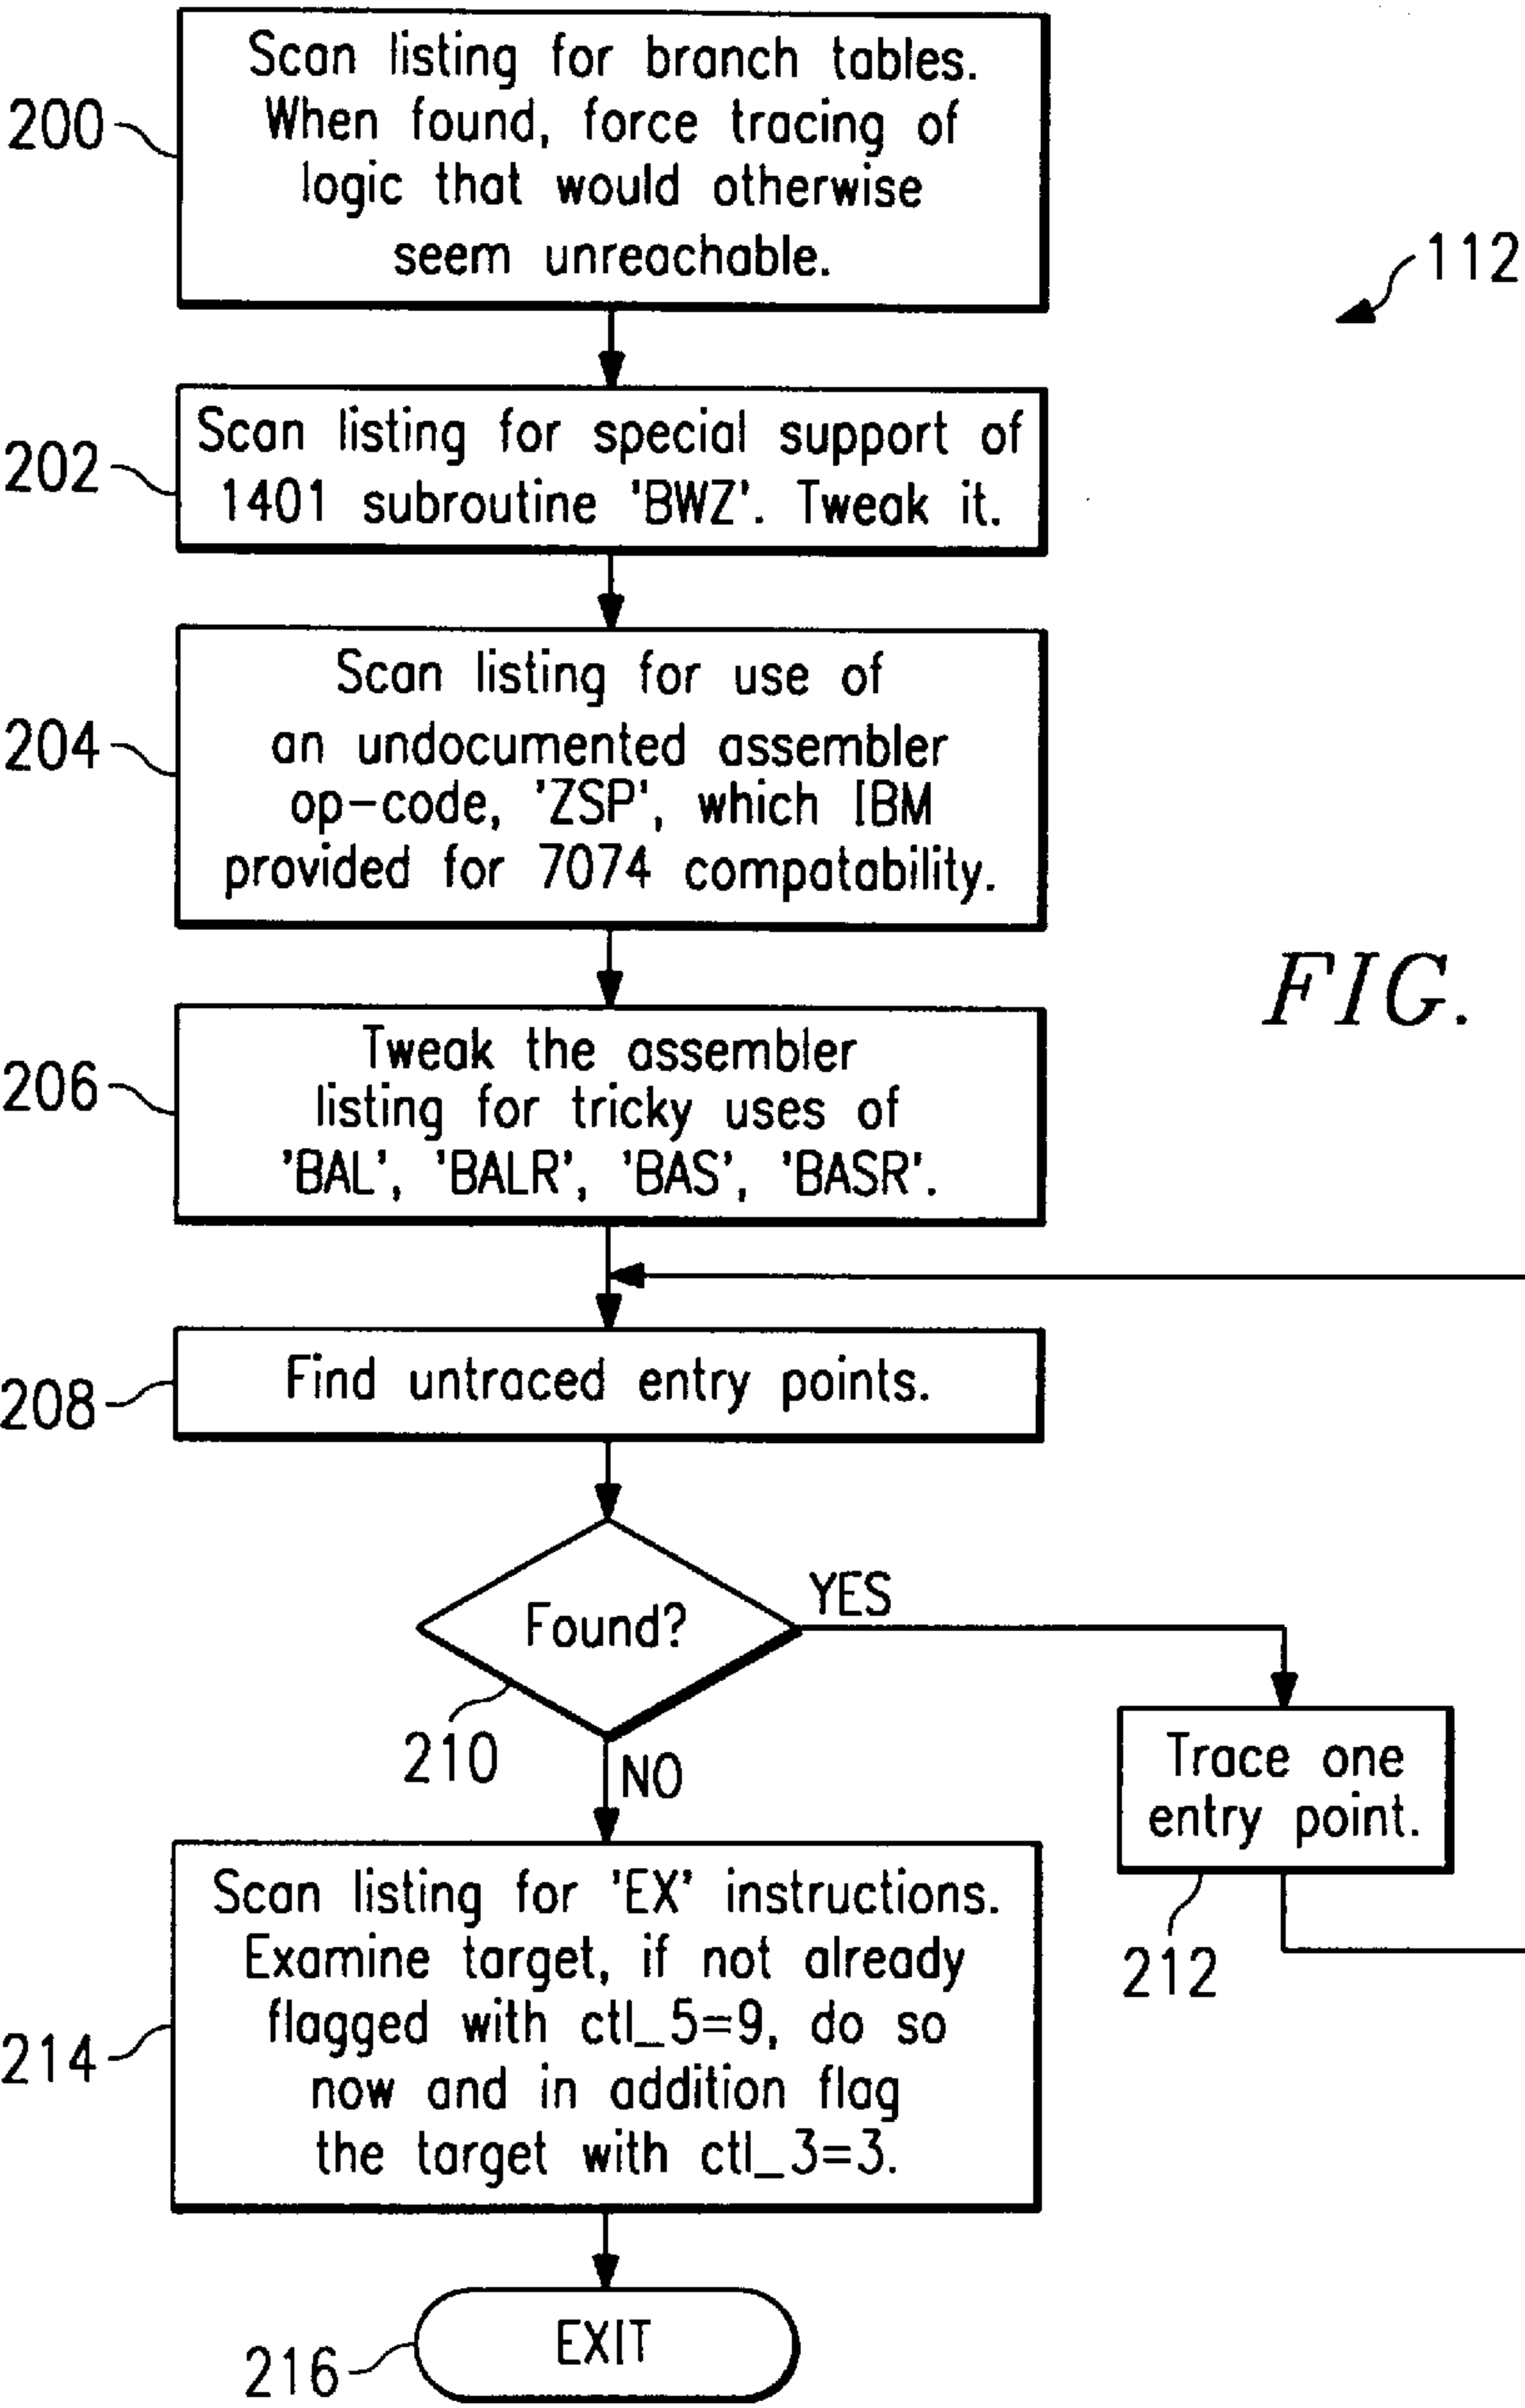 200
Scan listing for branch tables.
When found, force tracing of
logic that would otherwise
seem unreachable.
112
202
Scan listing for special support of
1401 subroutine 'BWZ'. Tweak it.
204
Scan listing for use of
an undocumented assembler
op-code, 'ZSP', which IBM
provided for 7074 compatability.
FIG.
206
Tweak the assembler
listing for tricky uses of
'BAL', 'BALR', 'BAS', 'BASR'.
208
Find untraced entry points.
Found?
YES
210
NO
Trace one
entry point.
212
214
Scan listing for 'EX' instructions.
Examine target, if not already
flagged with ctl_5=9, do so
now and in addition flag
the target with ctl_3=3.
216
EXIT